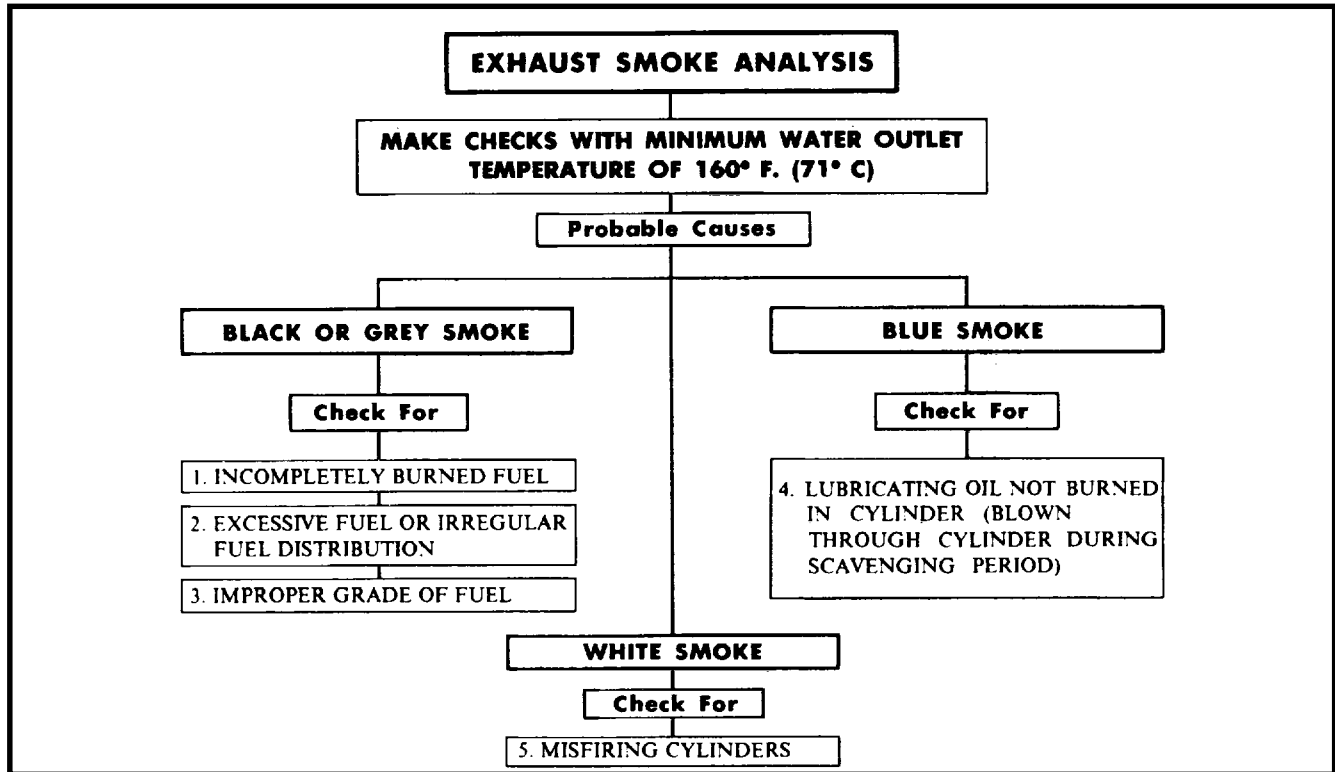 EXHAUST SMOKE ANALYSIS
MAKE CHECKS WITH MINIMUM WATER OUTLET
TEMPERATURE OF 160° F. (71° C)
Probable Causes
BLACK OR GREY SMOKE
Check For
1. INCOMPLETELY BURNED FUEL
2. EXCESSIVE FUEL OR IRREGULAR
FUEL DISTRIBUTION
3. IMPROPER GRADE OF FUEL
BLUE SMOKE
Check For
4. LUBRICATING OIL NOT BURNED
IN CYLINDER (BLOWN
THROUGH CYLINDER DURING
SCAVENGING PERIOD)
WHITE SMOKE
Check For
5. MISFIRING CYLINDERS